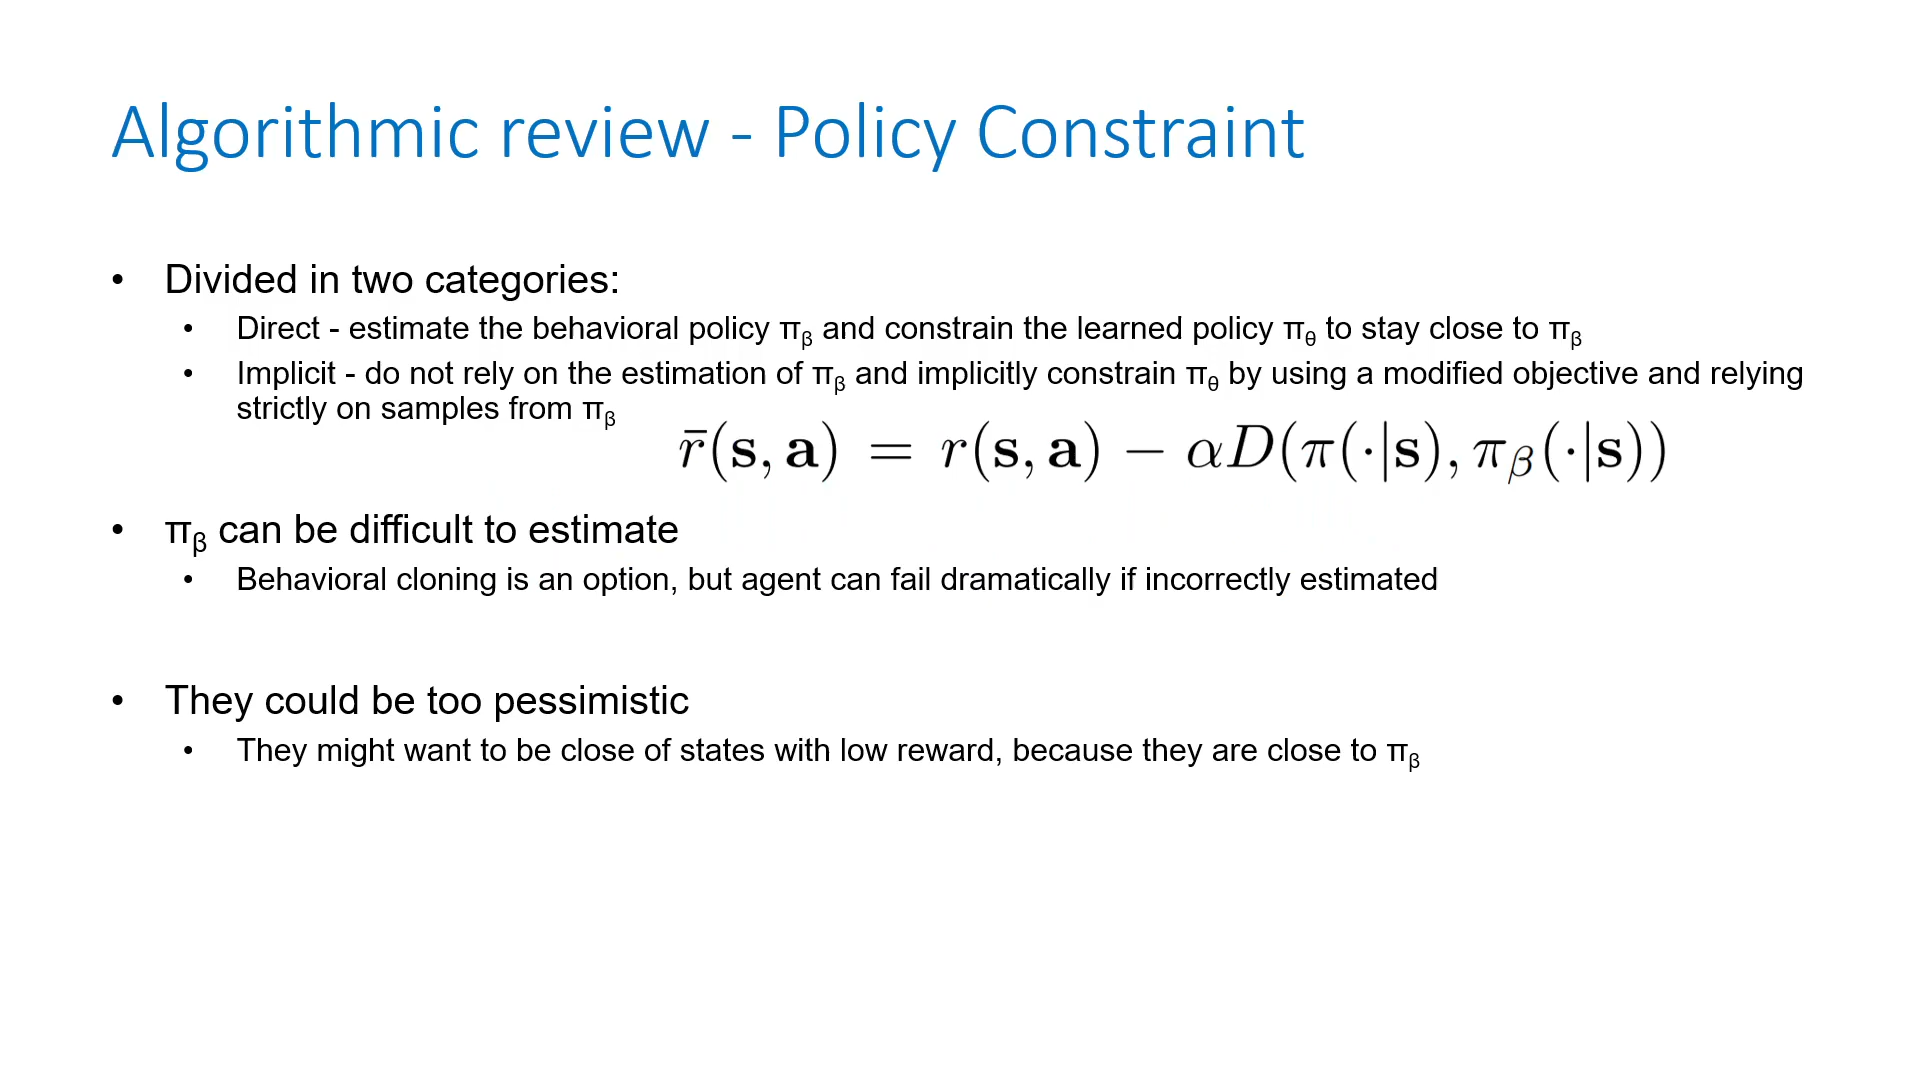 Algorithmic review - Policy Constraint
• Divided in two categories:
• Direct - estimate the behavioral policy πβ and constrain the learned policy πθ to stay close to πβ
• Implicit - do not rely on the estimation of πβ and implicitly constrain πθ by using a modified objective and relying
strictly on samples from πβ
r̄(s, a) = r(s, a) − αD(π(·|s), πβ(·|s))
• πβ can be difficult to estimate
• Behavioral cloning is an option, but agent can fail dramatically if incorrectly estimated
• They could be too pessimistic
• They might want to be close of states with low reward, because they are close to πβ